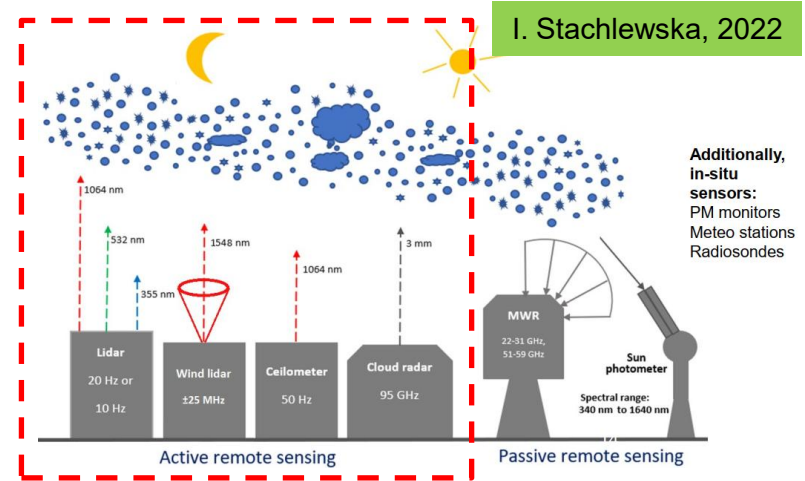 I. Stachlewska, 2022
Additionally,
in-situ
sensors:
PM monitors
Meteo stations
Radiosondes
1064 nm
532 nm
355 nm
1548 nm
1064 nm
3 mm
Lidar
20 Hz or
10 Hz
Wind lidar
±25 MHz
Ceilometer
50 Hz
Cloud radar
95 GHz
MWR
22-31 GHz,
51-59 GHz
Sun
photometer
Spectral range:
340 nm to 1640 nm
Active remote sensing
Passive remote sensing